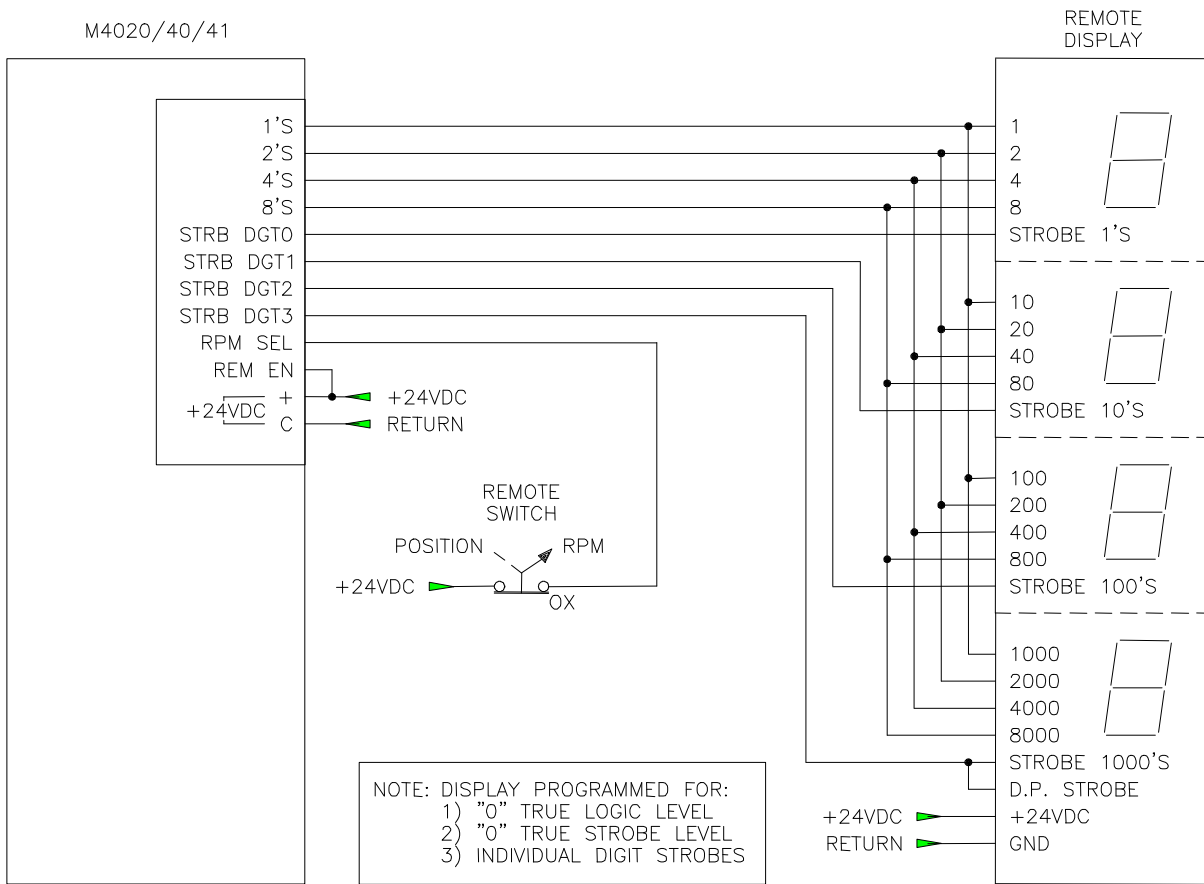 M4020/40/41
REMOTE
DISPLAY
1'S
2'S
4'S
8'S
STRB DGT0
STRB DGT1
STRB DGT2
STRB DGT3
RPM SEL
REM EN
+
+24VDC
C
+24VDC
RETURN
REMOTE
SWITCH
POSITION
RPM
+24VDC
OX
1
2
4
8
STROBE 1'S
10
20
40
80
STROBE 10'S
100
200
400
800
STROBE 100'S
1000
2000
4000
8000
STROBE 1000'S
D.P. STROBE
+24VDC
+24VDC
RETURN
GND
NOTE: DISPLAY PROGRAMMED FOR:
1) "0" TRUE LOGIC LEVEL
2) "0" TRUE STROBE LEVEL
3) INDIVIDUAL DIGIT STROBES